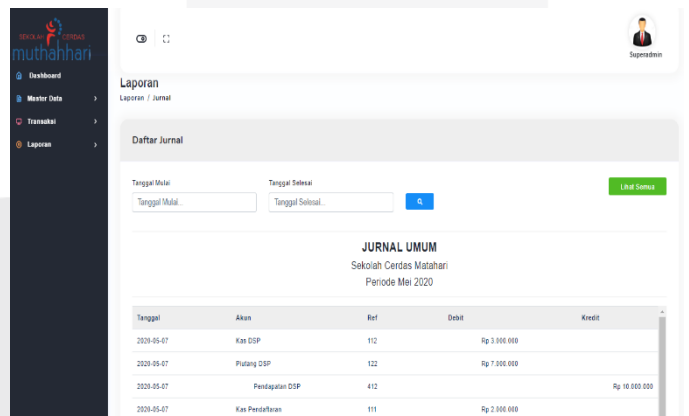 SEKOLAH CERDAS
muthahhari
Dashboard
Master Data
Transaksi
Laporan
Superadmin
Laporan
Laporan / Jurnal
Daftar Jurnal
Tanggal Mulai Tanggal Selesai
Tanggal Mulai... Tanggal Selesai... Lihat Semua
JURNAL UMUM
Sekolah Cerdas Matahari
Periode Mei 2020
Tanggal Akun Ref Debit Kredit
2020-05-07 Kas DSP 112 Rp 3.000.000
2020-05-07 Piutang DSP 122 Rp 7.000.000
2020-05-07 Pendapatan DSP 412 Rp 10.000.000
2020-05-07 Kas Pendaftaran 111 Rp 2.000.000